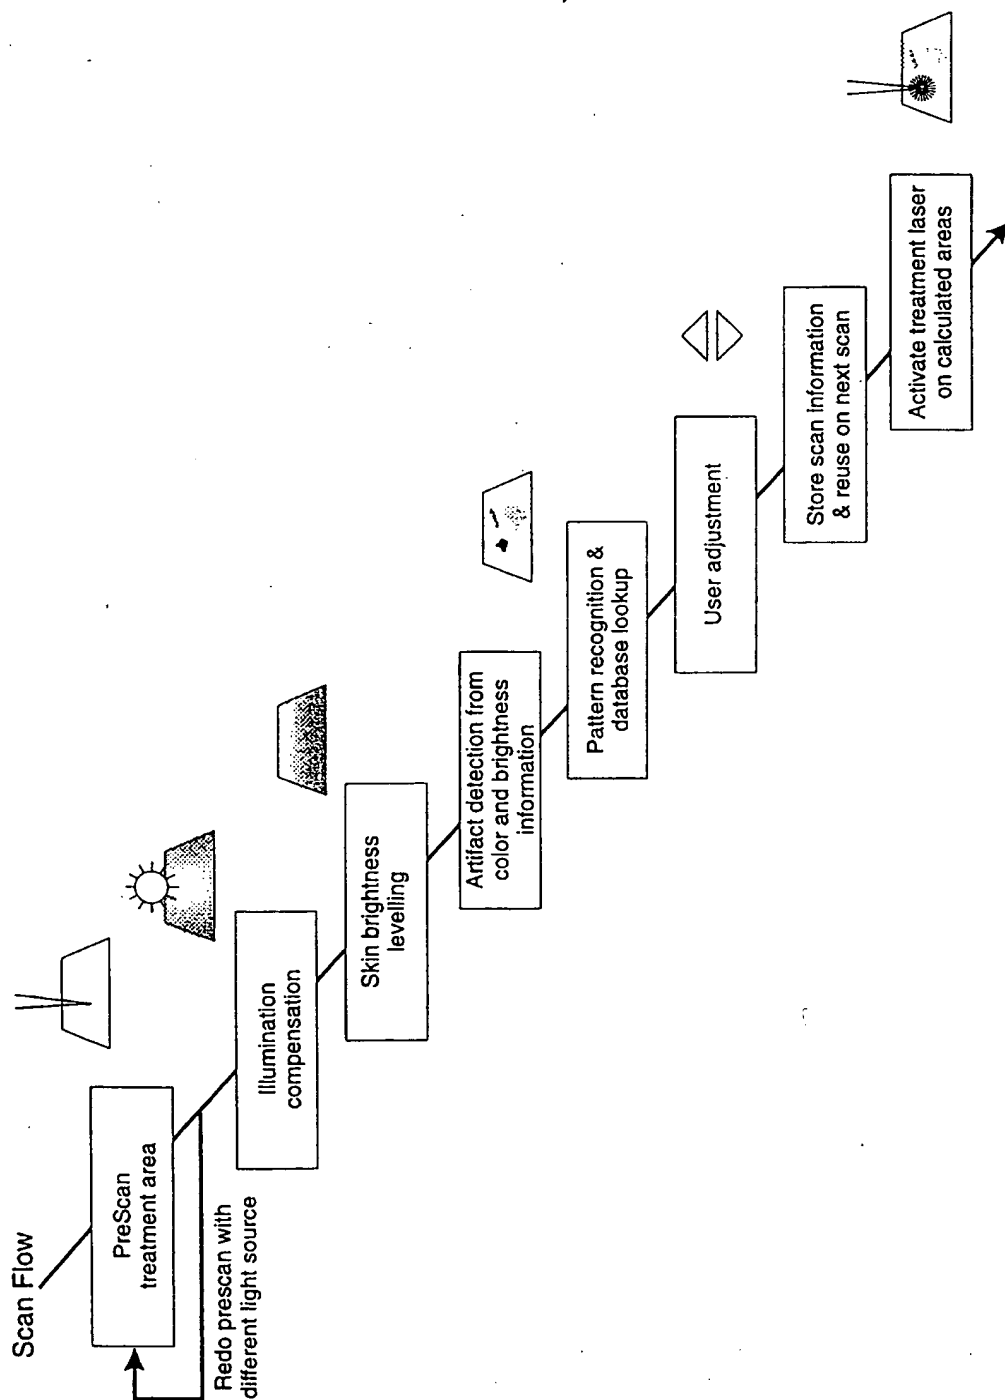 Scan Flow
PreScan
treatment area
Redo prescan with
different light source
Illumination
compensation
Skin brightness
levelling
Artifact detection from
color and brightness
information
Pattern recognition &
database lookup
User adjustment
Store scan information
& reuse on next scan
Activate treatment laser
on calculated areas